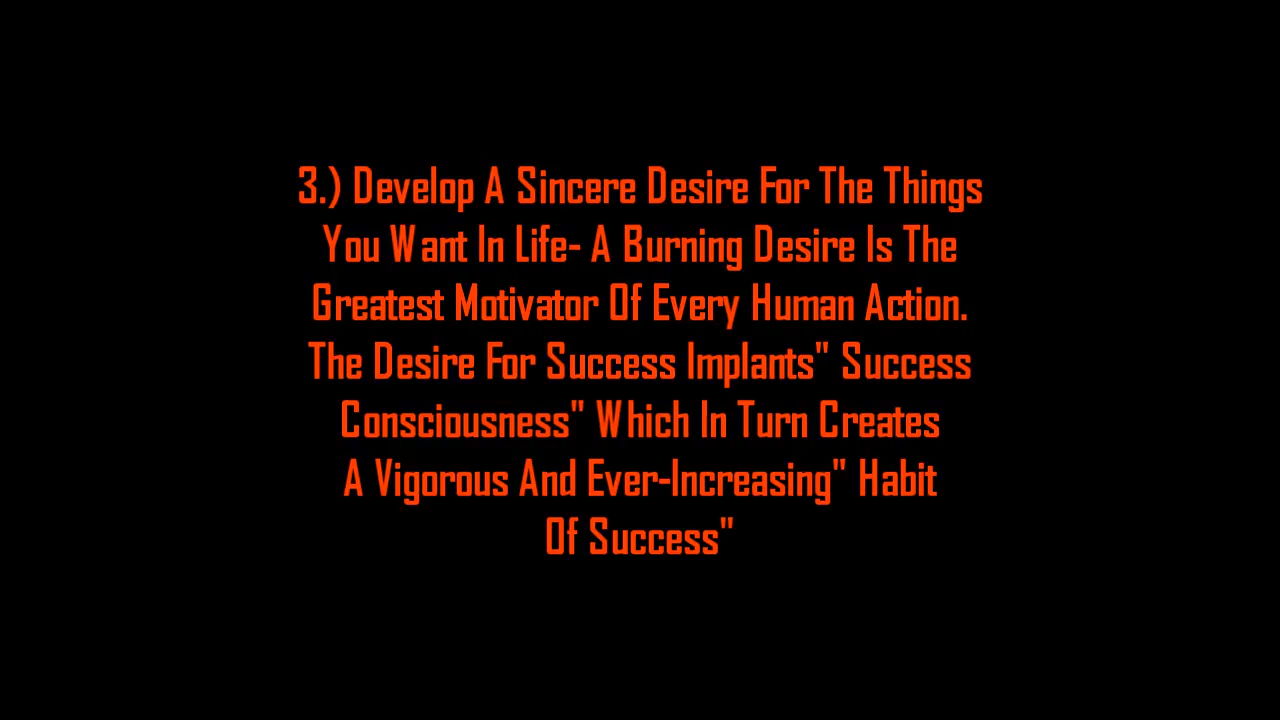 3.) Develop A Sincere Desire For The Things
You Want In Life- A Burning Desire Is The
Greatest Motivator Of Every Human Action.
The Desire For Success Implants" Success
Consciousness" Which In Turn Creates
A Vigorous And Ever-Increasing" Habit
Of Success"